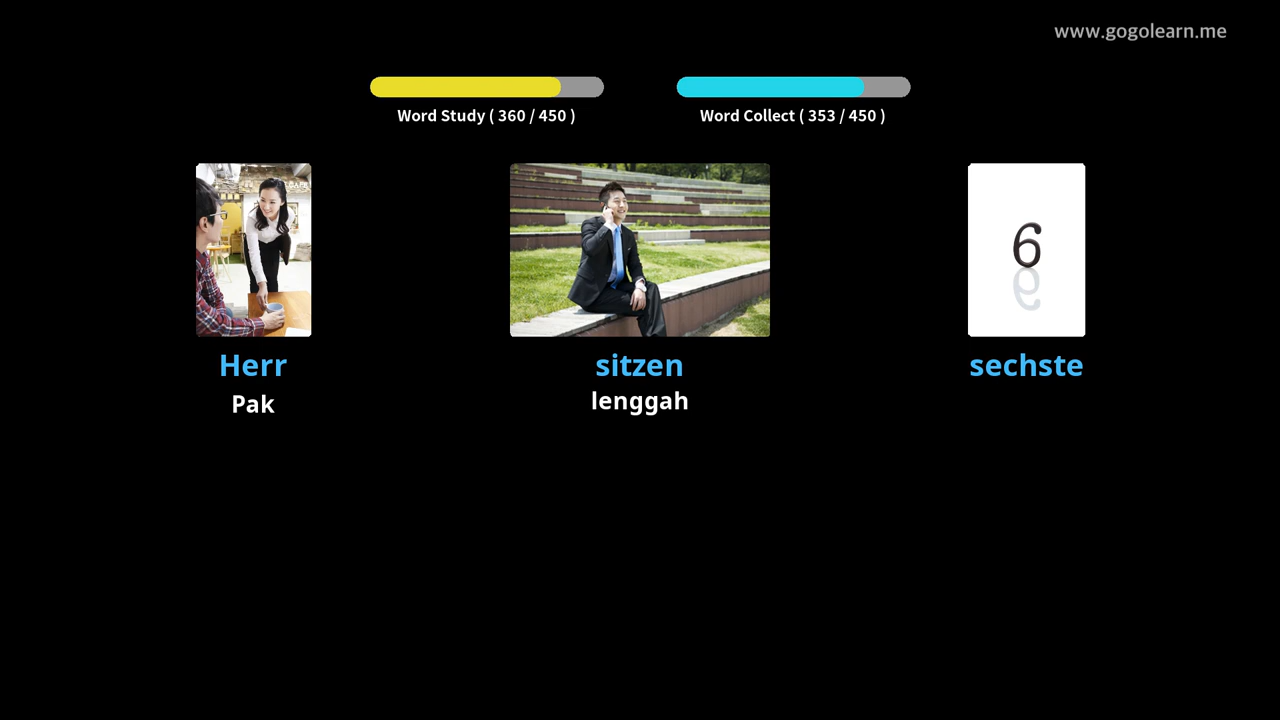 www.gogolearn.me
Word Study ( 360 / 450 )
Word Collect ( 353 / 450 )
6
Herr
Pak
sitzen
lenggah
sechste